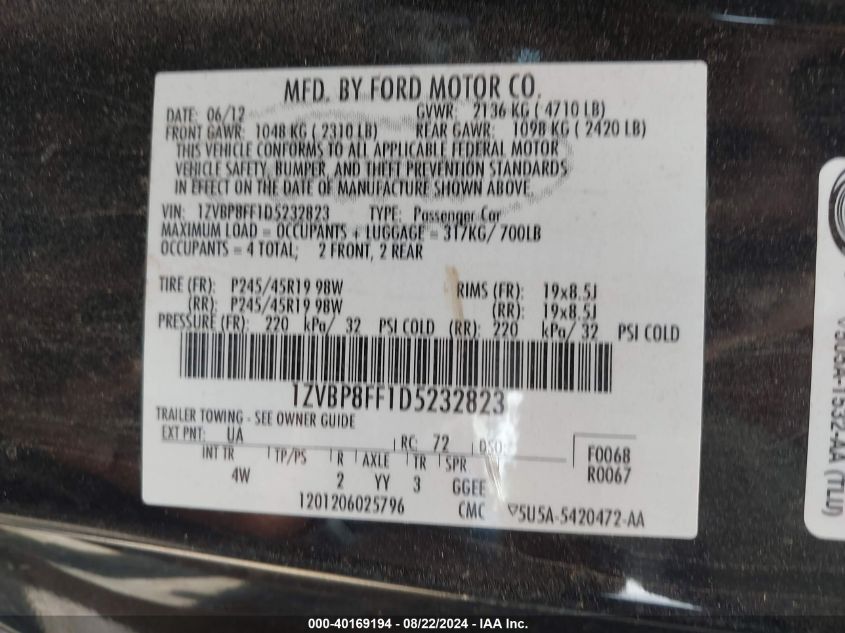 MFD. BY FORD MOTOR CO.
DATE: 06/12 GVWR: 2136 KG ( 4710 LB)
FRONT GAWR: 1048 KG ( 2310 LB) REAR GAWR: 1098 KG ( 2420 LB)
THIS VEHICLE CONFORMS TO ALL APPLICABLE FEDERAL MOTOR
VEHICLE SAFETY, BUMPER, AND THEFT PREVENTION STANDARDS
IN EFFECT ON THE DATE OF MANUFACTURE SHOWN ABOVE.
VIN: 1ZVBP8FF1D5232823 TYPE: Passenger Car
MAXIMUM LOAD = OCCUPANTS + LUGGAGE = 317KG/ 700LB
OCCUPANTS = 4 TOTAL; 2 FRONT, 2 REAR
TIRE (FR): P245/45R19 98W RIMS (FR): 19x8.5J
(RR): P245/45R19 98W (RR): 19x8.5J
PRESSURE (FR): 220 kPa/ 32 PSI COLD (RR): 220 kPa/ 32 PSI COLD
1ZVBP8FF1D5232823
TRAILER TOWING - SEE OWNER GUIDE
EXT PNT: UA RC: 72 DSO: F0068
INT TR TP/PS R AXLE TR SPR R0067
4W 2 YY 3 GGEE
1201206025796 CMC ▽5U5A-5420472-AA
000-40169194 - 08/22/2024 - IAA Inc.